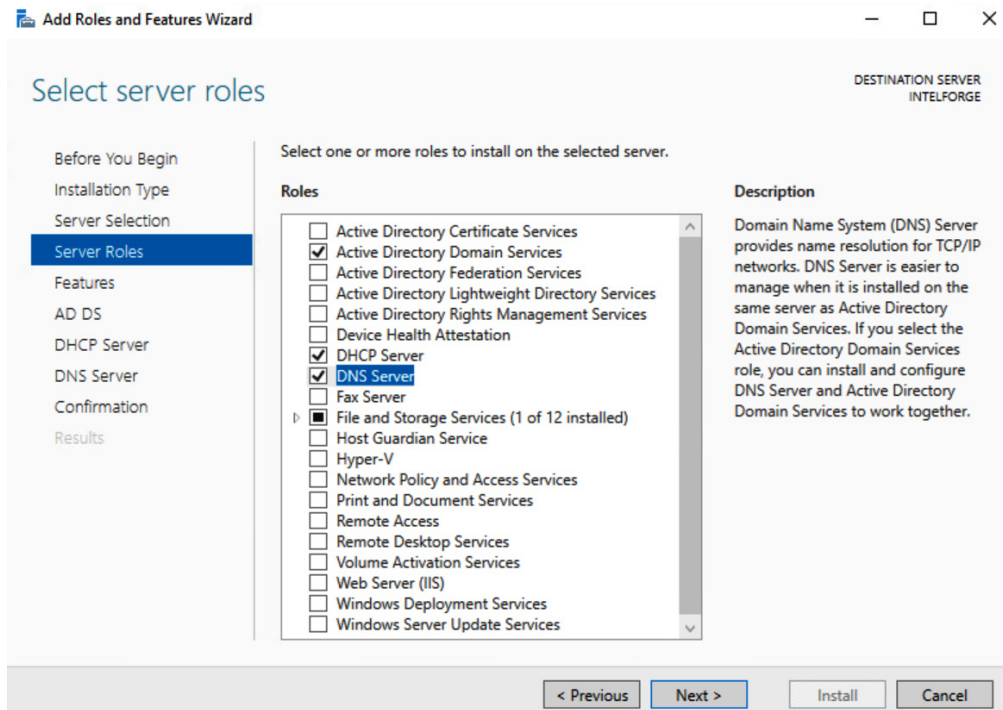 Add Roles and Features Wizard
Select server roles
DESTINATION SERVER
INTELFORGE
Before You Begin
Installation Type
Server Selection
Server Roles
Features
AD DS
DHCP Server
DNS Server
Confirmation
Results
Select one or more roles to install on the selected server.
Roles
Active Directory Certificate Services
Active Directory Domain Services
Active Directory Federation Services
Active Directory Lightweight Directory Services
Active Directory Rights Management Services
Device Health Attestation
DHCP Server
DNS Server
Fax Server
File and Storage Services (1 of 12 installed)
Host Guardian Service
Hyper-V
Network Policy and Access Services
Print and Document Services
Remote Access
Remote Desktop Services
Volume Activation Services
Web Server (IIS)
Windows Deployment Services
Windows Server Update Services
Description
Domain Name System (DNS) Server
provides name resolution for TCP/IP
networks. DNS Server is easier to
manage when it is installed on the
same server as Active Directory
Domain Services. If you select the
Active Directory Domain Services
role, you can install and configure
DNS Server and Active Directory
Domain Services to work together.
< Previous
Next >
Install
Cancel